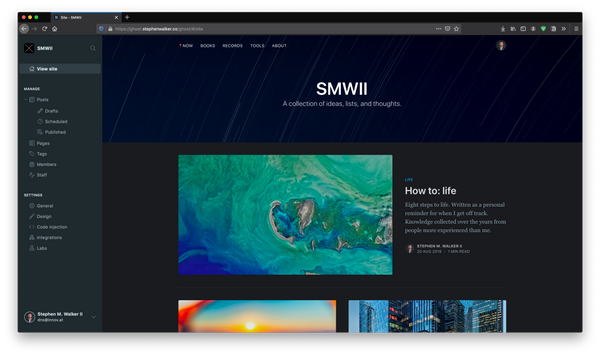 Site - SMWII
https://ghost.stephenwalker.co/ghost/#/site
SMWII
View site
MANAGE
Posts
Drafts
Scheduled
Published
Pages
Tags
Members
Staff
SETTINGS
General
Design
Code injection
Integrations
Labs
Stephen M. Walker II
dns@innov.at
NOW
BOOKS
RECORDS
TOOLS
ABOUT
SMWII
A collection of ideas, lists, and thoughts.
LIFE
How to: life
Eight steps to life. Written as a personal
reminder for when I get off track.
Knowledge collected over the years from
people more experienced than me.
STEPHEN M. WALKER II
20 AUG 2019 • 1 MIN READ